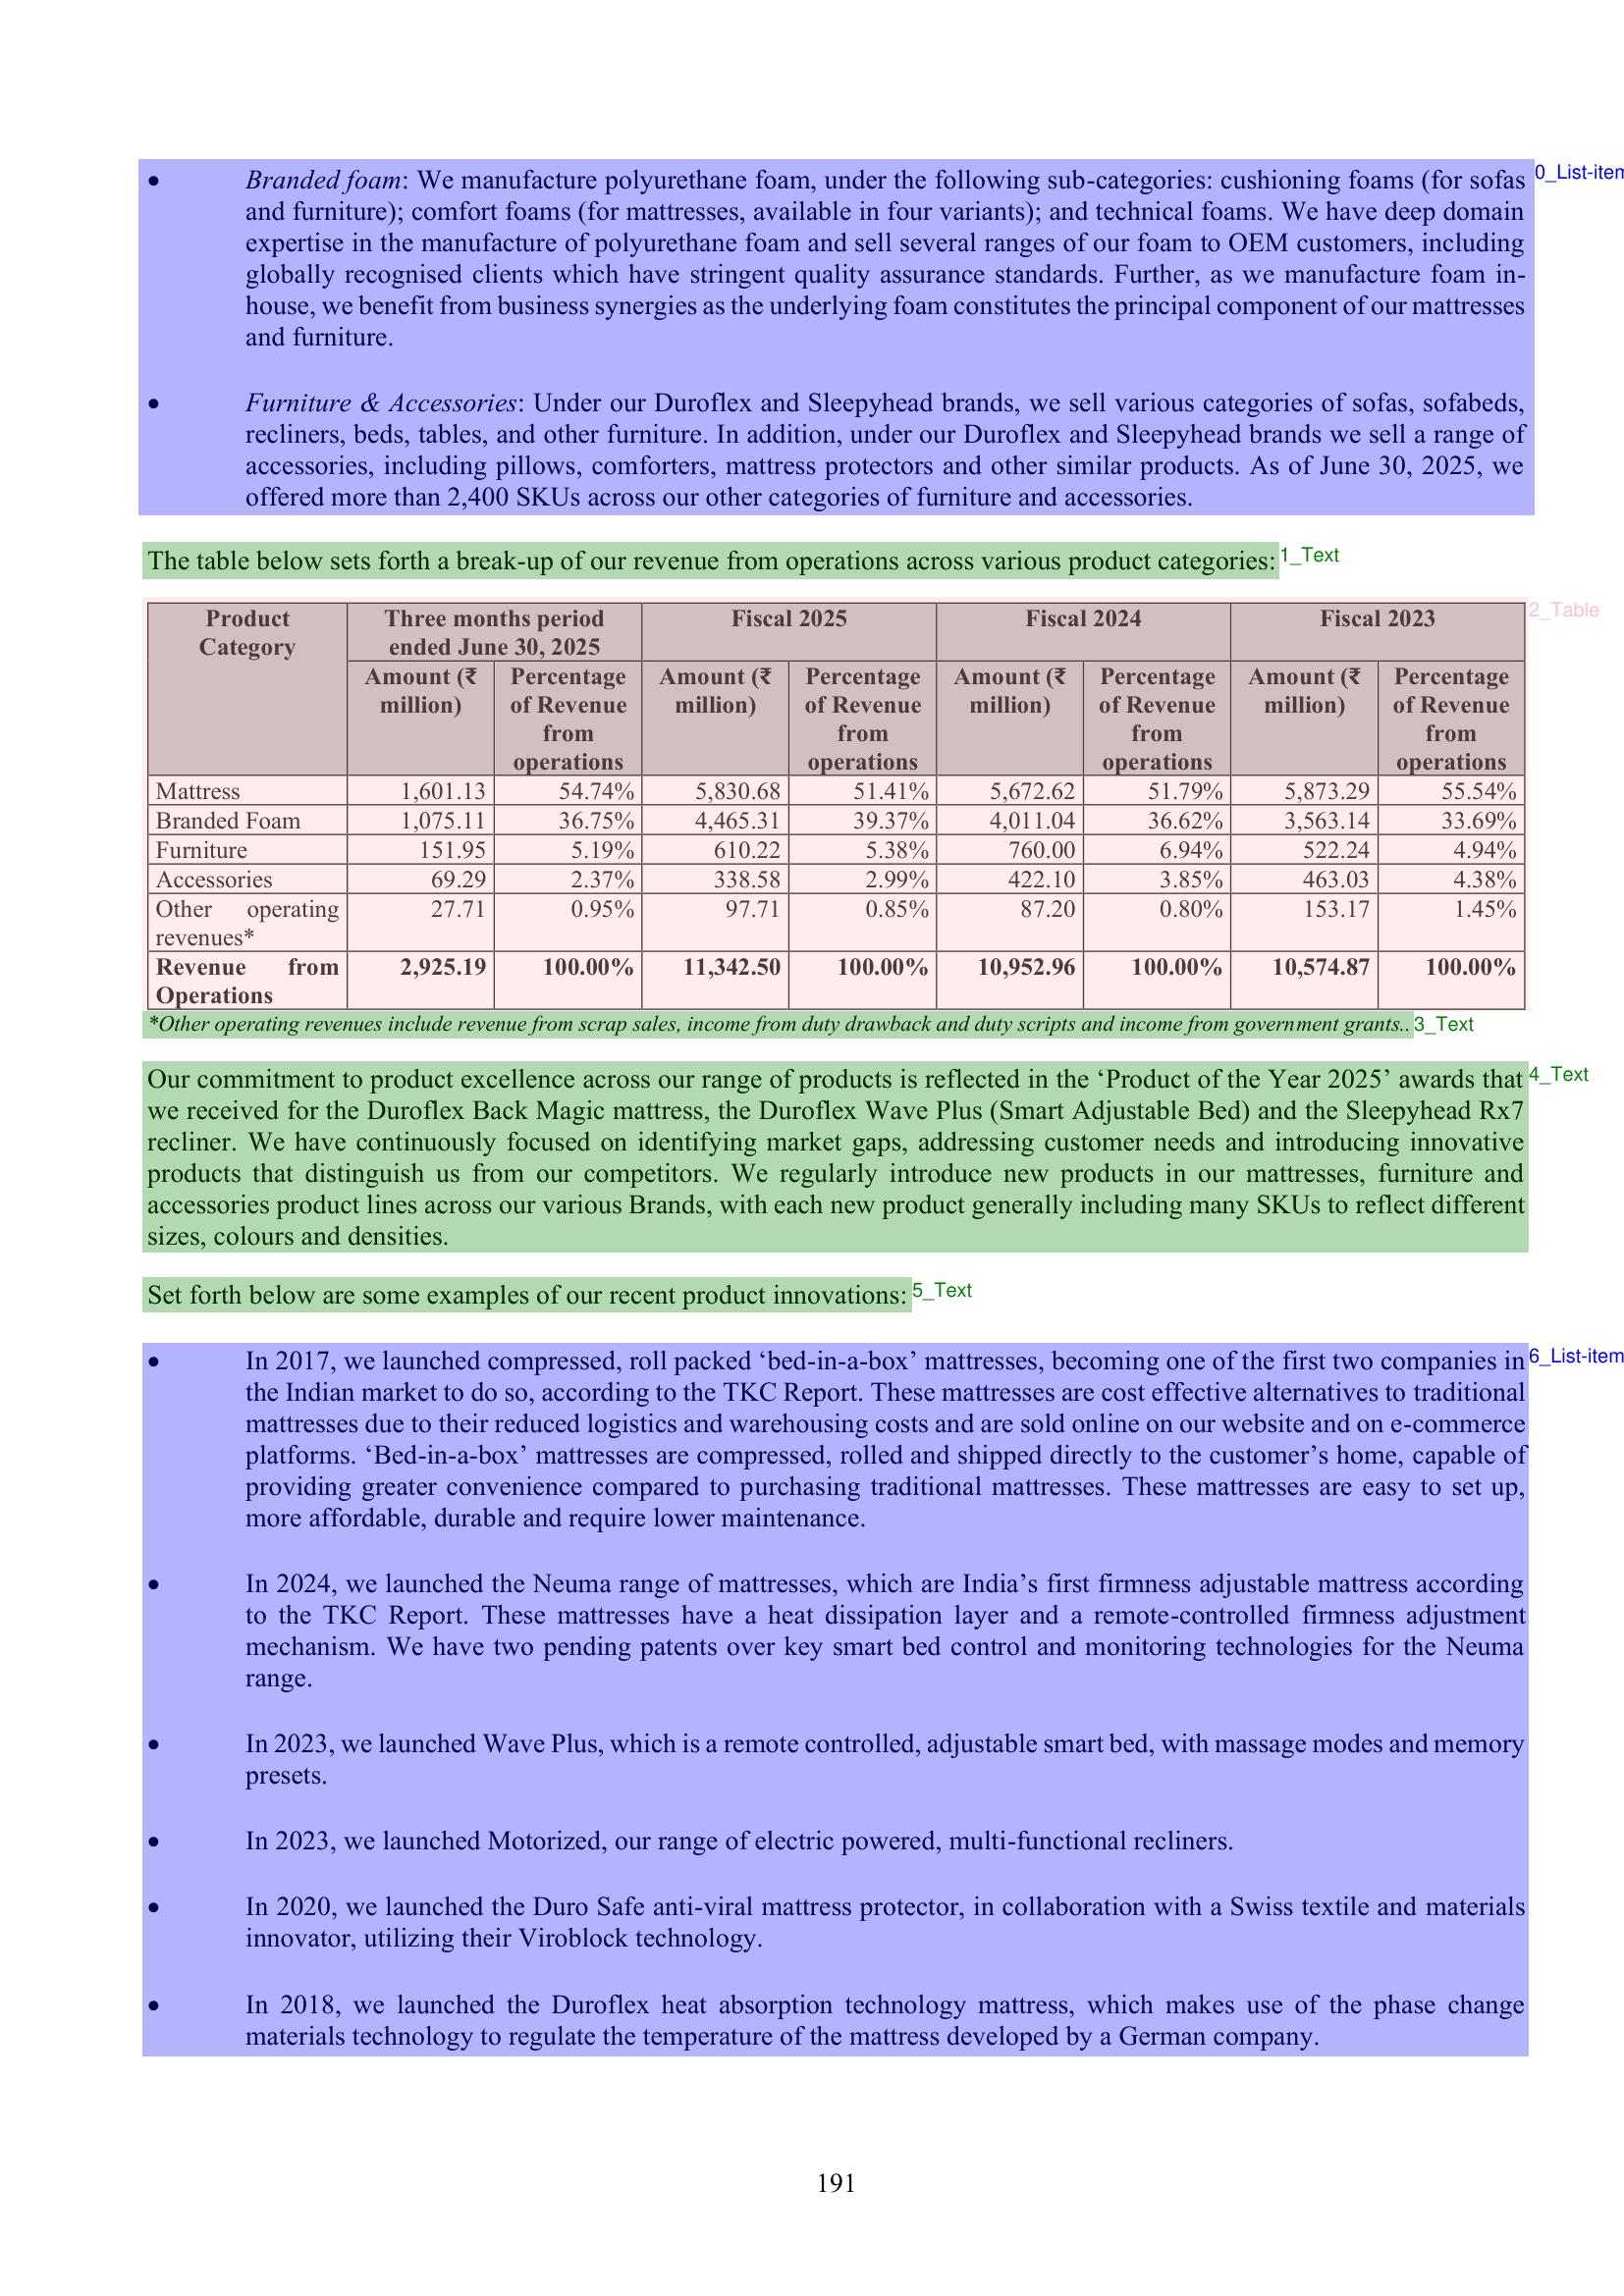 • Branded foam: We manufacture polyurethane foam, under the following sub-categories: cushioning foams (for sofas
and furniture); comfort foams (for mattresses, available in four variants); and technical foams. We have deep domain
expertise in the manufacture of polyurethane foam and sell several ranges of our foam to OEM customers, including
globally recognised clients which have stringent quality assurance standards. Further, as we manufacture foam in-
house, we benefit from business synergies as the underlying foam constitutes the principal component of our mattresses
and furniture.
0_List-item
• Furniture & Accessories: Under our Duroflex and Sleepyhead brands, we sell various categories of sofas, sofabeds,
recliners, beds, tables, and other furniture. In addition, under our Duroflex and Sleepyhead brands we sell a range of
accessories, including pillows, comforters, mattress protectors and other similar products. As of June 30, 2025, we
offered more than 2,400 SKUs across our other categories of furniture and accessories.
The table below sets forth a break-up of our revenue from operations across various product categories: 1_Text
2_Table
Product Category | Three months period ended June 30, 2025 | Fiscal 2025 | Fiscal 2024 | Fiscal 2023
Amount (₹ million) | Percentage of Revenue from operations | Amount (₹ million) | Percentage of Revenue from operations | Amount (₹ million) | Percentage of Revenue from operations | Amount (₹ million) | Percentage of Revenue from operations
Mattress 1,601.13 54.74% 5,830.68 51.41% 5,672.62 51.79% 5,873.29 55.54%
Branded Foam 1,075.11 36.75% 4,465.31 39.37% 4,011.04 36.62% 3,563.14 33.69%
Furniture 151.95 5.19% 610.22 5.38% 760.00 6.94% 522.24 4.94%
Accessories 69.29 2.37% 338.58 2.99% 422.10 3.85% 463.03 4.38%
Other operating revenues* 27.71 0.95% 97.71 0.85% 87.20 0.80% 153.17 1.45%
Revenue from Operations 2,925.19 100.00% 11,342.50 100.00% 10,952.96 100.00% 10,574.87 100.00%
*Other operating revenues include revenue from scrap sales, income from duty drawback and duty scripts and income from government grants.. 3_Text
Our commitment to product excellence across our range of products is reflected in the ‘Product of the Year 2025’ awards that 4_Text
we received for the Duroflex Back Magic mattress, the Duroflex Wave Plus (Smart Adjustable Bed) and the Sleepyhead Rx7
recliner. We have continuously focused on identifying market gaps, addressing customer needs and introducing innovative
products that distinguish us from our competitors. We regularly introduce new products in our mattresses, furniture and
accessories product lines across our various Brands, with each new product generally including many SKUs to reflect different
sizes, colours and densities.
Set forth below are some examples of our recent product innovations: 5_Text
• In 2017, we launched compressed, roll packed ‘bed-in-a-box’ mattresses, becoming one of the first two companies in 6_List-item
the Indian market to do so, according to the TKC Report. These mattresses are cost effective alternatives to traditional
mattresses due to their reduced logistics and warehousing costs and are sold online on our website and on e-commerce
platforms. ‘Bed-in-a-box’ mattresses are compressed, rolled and shipped directly to the customer’s home, capable of
providing greater convenience compared to purchasing traditional mattresses. These mattresses are easy to set up,
more affordable, durable and require lower maintenance.
• In 2024, we launched the Neuma range of mattresses, which are India’s first firmness adjustable mattress according
to the TKC Report. These mattresses have a heat dissipation layer and a remote-controlled firmness adjustment
mechanism. We have two pending patents over key smart bed control and monitoring technologies for the Neuma
range.
• In 2023, we launched Wave Plus, which is a remote controlled, adjustable smart bed, with massage modes and memory
presets.
• In 2023, we launched Motorized, our range of electric powered, multi-functional recliners.
• In 2020, we launched the Duro Safe anti-viral mattress protector, in collaboration with a Swiss textile and materials
innovator, utilizing their Viroblock technology.
• In 2018, we launched the Duroflex heat absorption technology mattress, which makes use of the phase change
materials technology to regulate the temperature of the mattress developed by a German company.
191